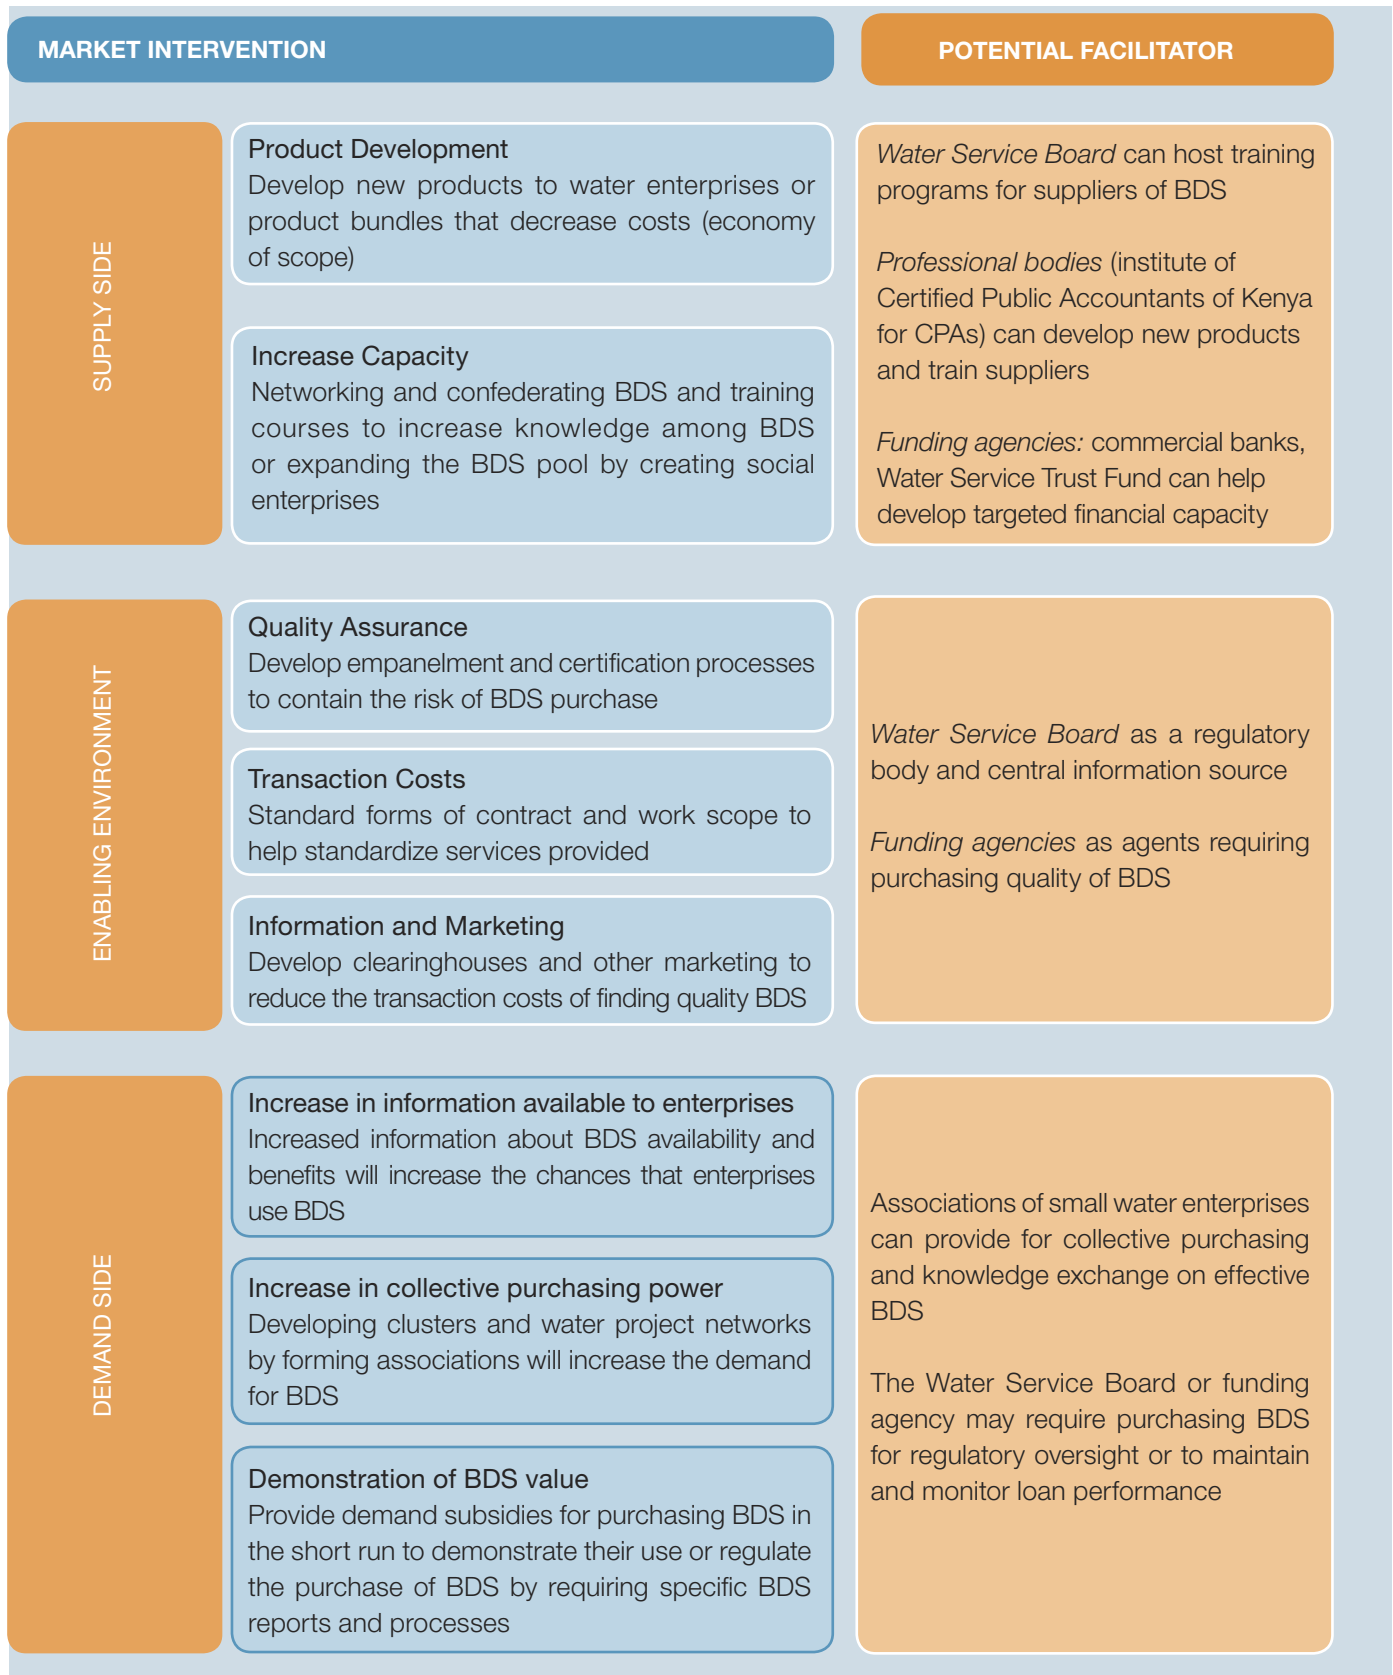 MARKET INTERVENTION
POTENTIAL FACILITATOR
SUPPLY SIDE
Product Development
Develop new products to water enterprises or
product bundles that decrease costs (economy
of scope)
Increase Capacity
Networking and confederating BDS and training
courses to increase knowledge among BDS
or expanding the BDS pool by creating social
enterprises
Water Service Board can host training
programs for suppliers of BDS
Professional bodies (institute of
Certified Public Accountants of Kenya
for CPAs) can develop new products
and train suppliers
Funding agencies: commercial banks,
Water Service Trust Fund can help
develop targeted financial capacity
ENABLING ENVIRONMENT
Quality Assurance
Develop empanelment and certification processes
to contain the risk of BDS purchase
Transaction Costs
Standard forms of contract and work scope to
help standardize services provided
Information and Marketing
Develop clearinghouses and other marketing to
reduce the transaction costs of finding quality BDS
Water Service Board as a regulatory
body and central information source
Funding agencies as agents requiring
purchasing quality of BDS
DEMAND SIDE
Increase in information available to enterprises
Increased information about BDS availability and
benefits will increase the chances that enterprises
use BDS
Increase in collective purchasing power
Developing clusters and water project networks
by forming associations will increase the demand
for BDS
Demonstration of BDS value
Provide demand subsidies for purchasing BDS in
the short run to demonstrate their use or regulate
the purchase of BDS by requiring specific BDS
reports and processes
Associations of small water enterprises
can provide for collective purchasing
and knowledge exchange on effective
BDS
The Water Service Board or funding
agency may require purchasing BDS
for regulatory oversight or to maintain
and monitor loan performance